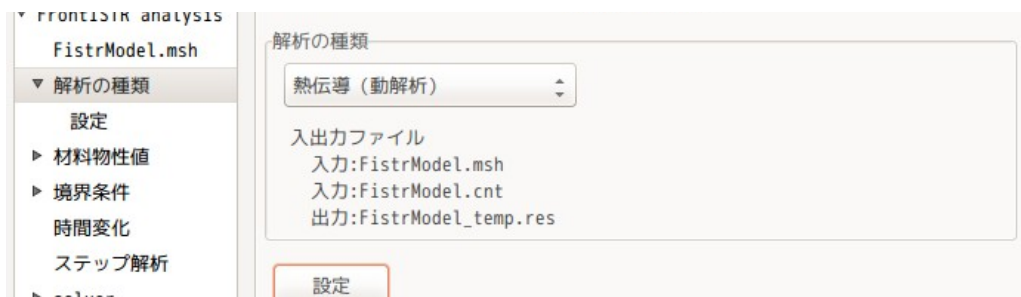 FrontISTR analysis
FistrModel.msh
解析の種類
設定
材料物性値
境界条件
時間変化
ステップ解析
solver
解析の種類
熱伝導（動解析）
入出力ファイル
入力:FistrModel.msh
入力:FistrModel.cnt
出力:FistrModel_temp.res
設定